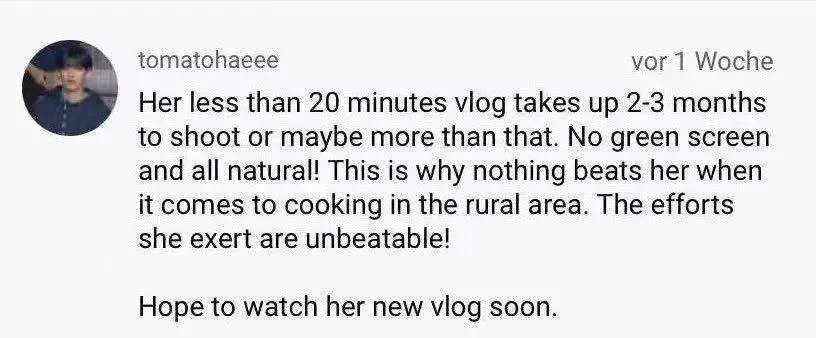 tomatohaeee
vor 1 Woche
Her less than 20 minutes vlog takes up 2-3 months
to shoot or maybe more than that. No green screen
and all natural! This is why nothing beats her when
it comes to cooking in the rural area. The efforts
she exert are unbeatable!
Hope to watch her new vlog soon.